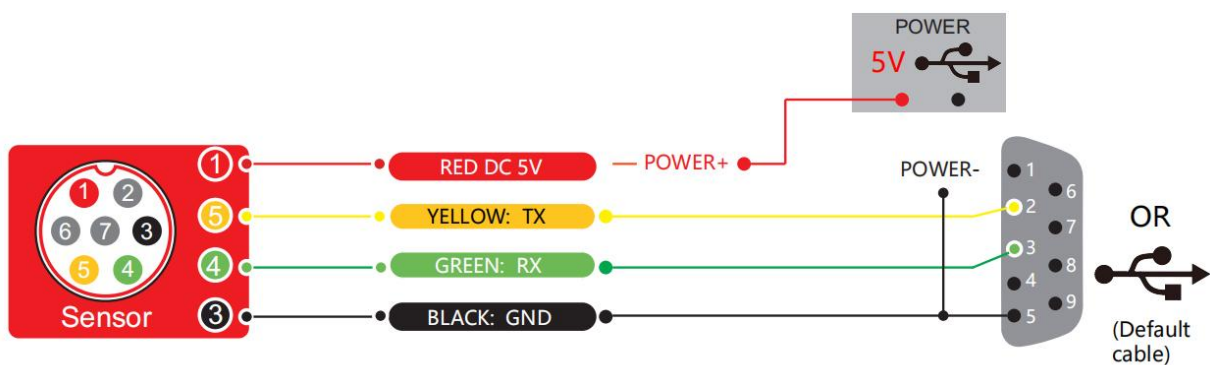 POWER
5V
1 RED DC 5V POWER+
POWER-
1
6
1 2
5 YELLOW: TX
2
OR
7
6 7 3
3
4 GREEN: RX
8
5 4
4
9
Sensor
3 BLACK: GND
5
(Default
cable)